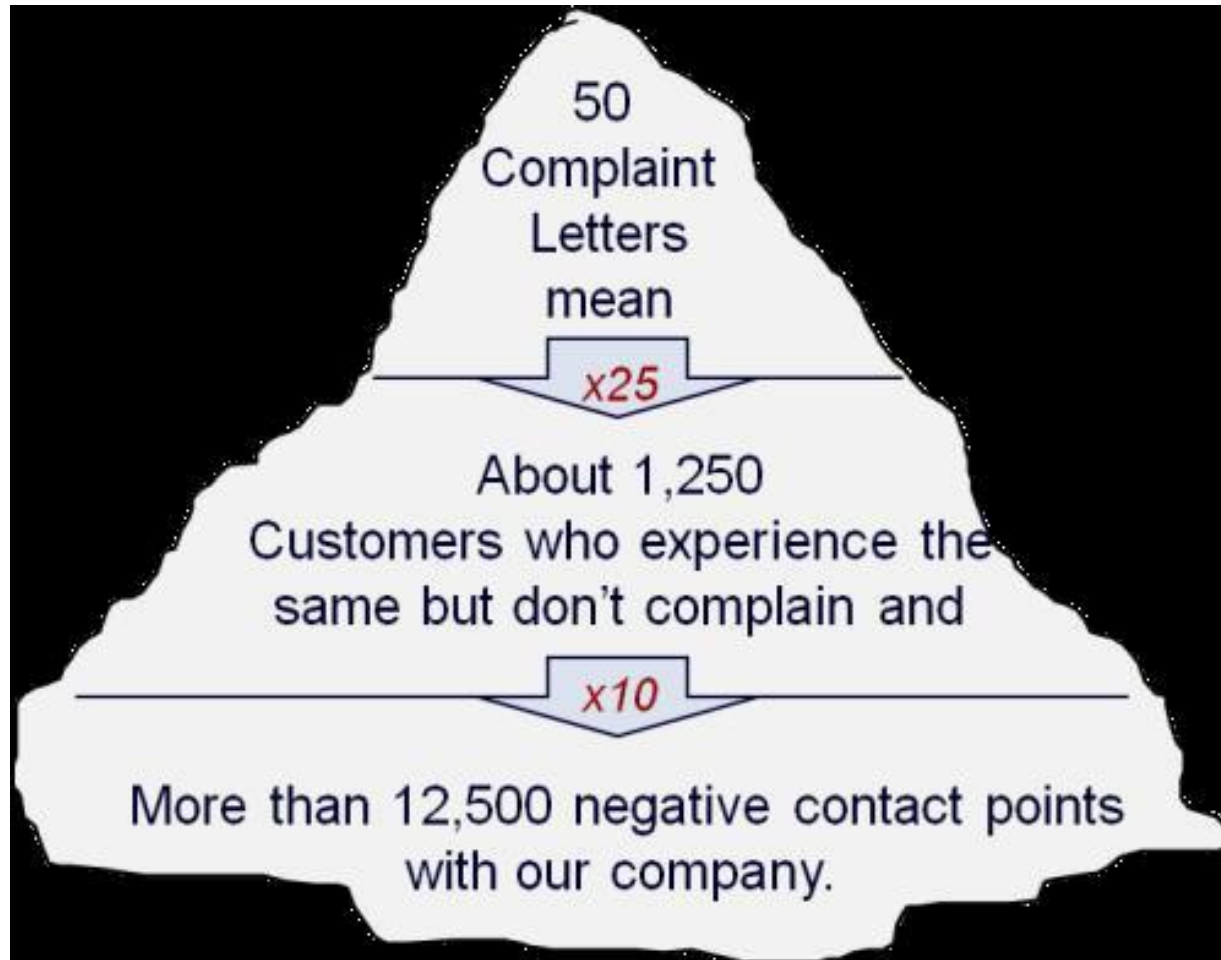 50
Complaint
Letters
mean
x25
About 1,250
Customers who experience the
same but don't complain and
x10
More than 12,500 negative contact points
with our company.